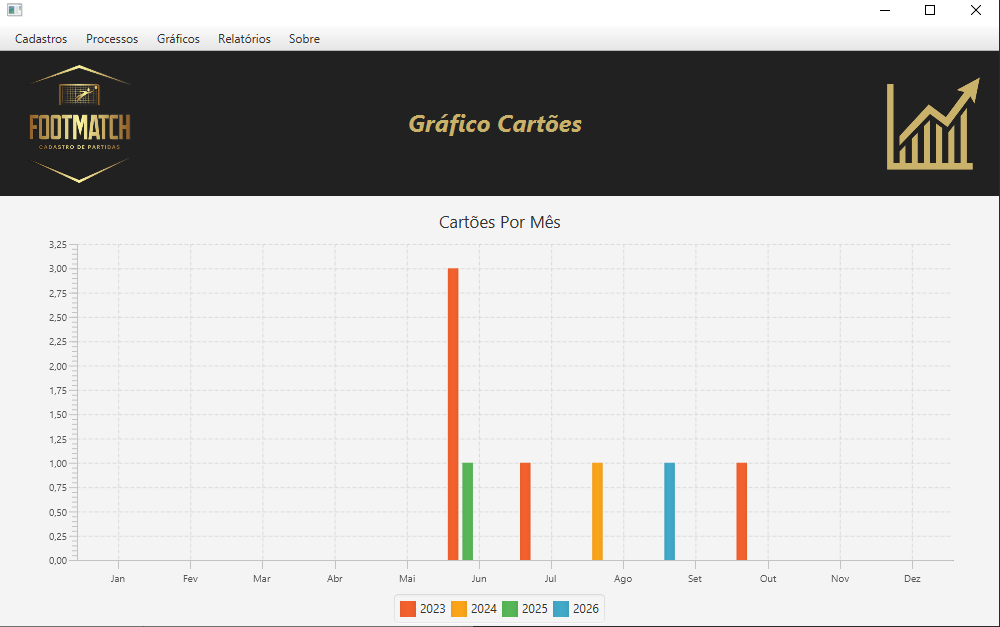 Cadastros Processos Gráficos Relatórios Sobre
FOOTMATCH
CADASTRO DE PARTIDAS
Gráfico Cartões
Cartões Por Mês
3,25
3,00
2,75
2,50
2,25
2,00
1,75
1,50
1,25
1,00
0,75
0,50
0,25
0,00
Jan Fev Mar Abr Mai Jun Jul Ago Set Out Nov Dez
2023 2024 2025 2026